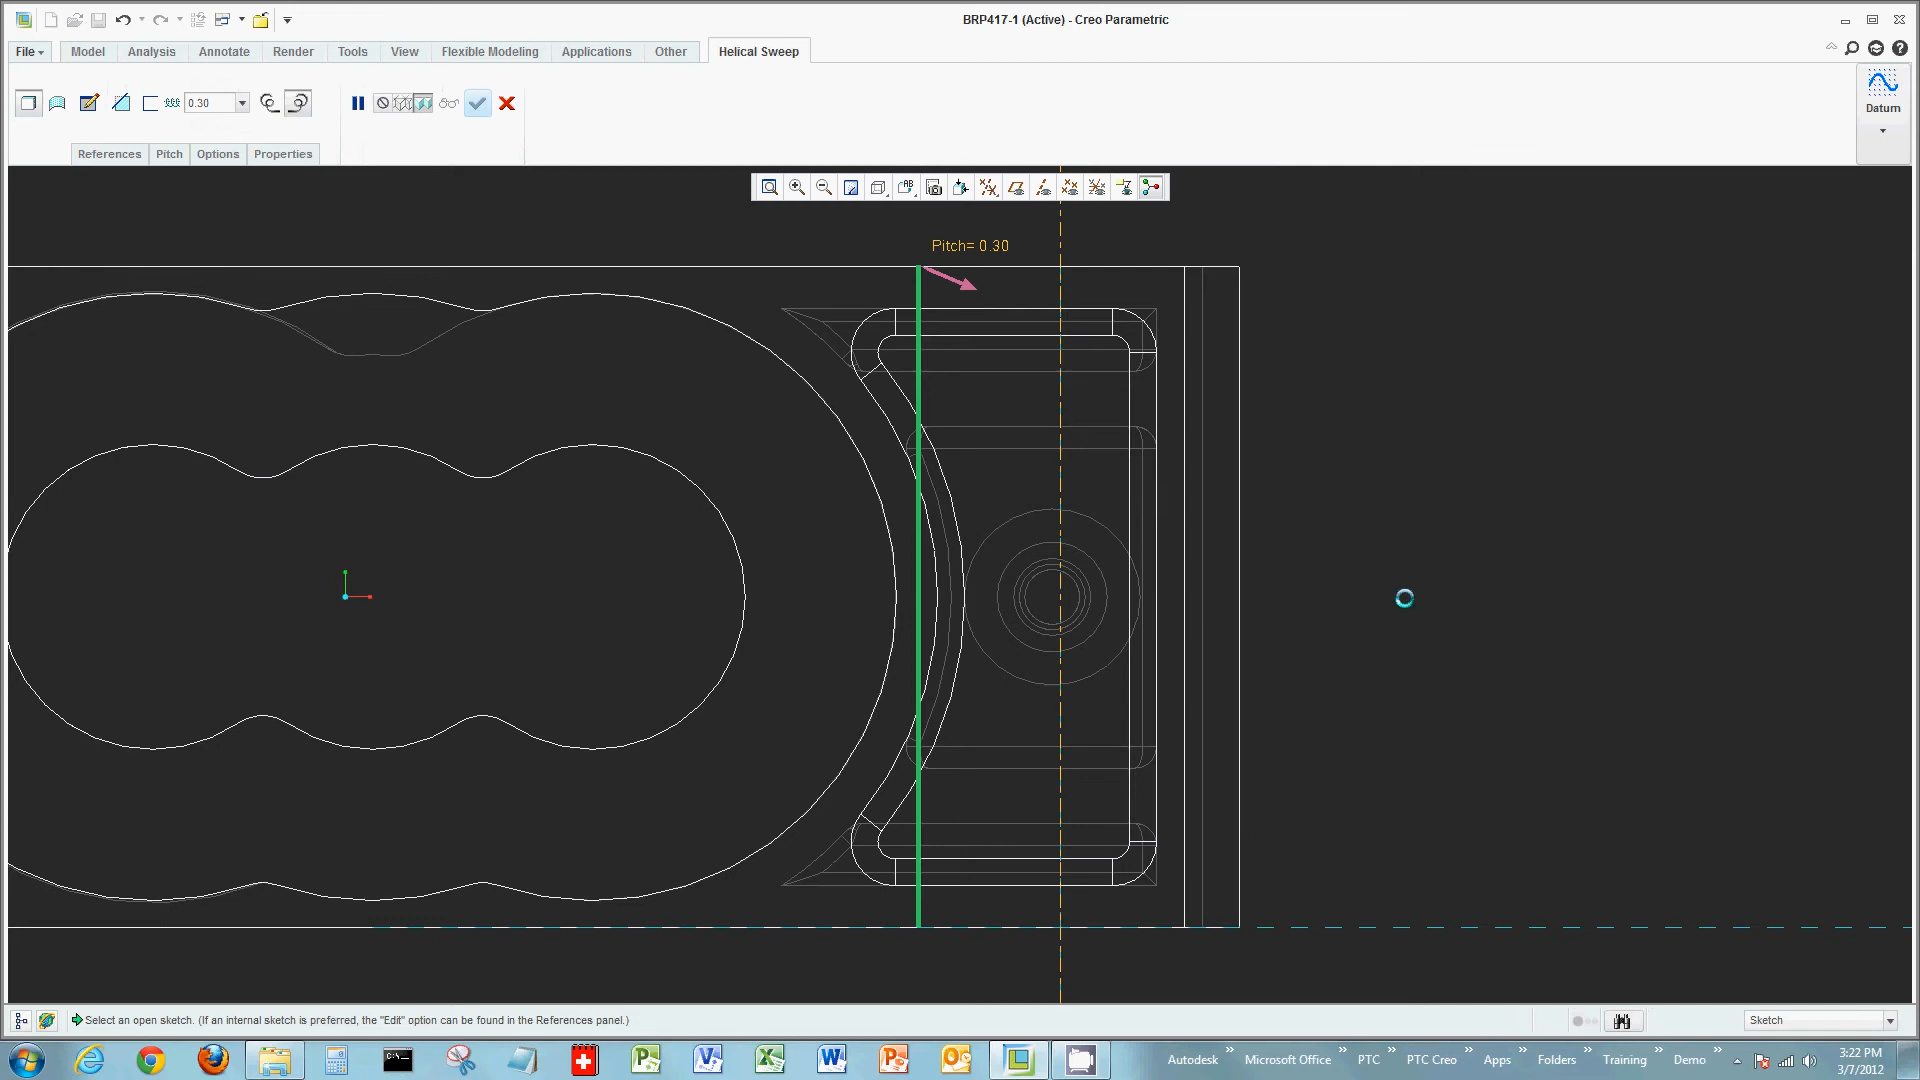 BRP417-1 (Active) - Creo Parametric
File Model Analysis Annotate Render Tools View Flexible Modeling Applications Other Helical Sweep
0.30
Datum
References Pitch Options Properties
Pitch= 0.30
Select an open sketch. (If an internal sketch is preferred, the "Edit" option can be found in the References panel.)
Sketch
Autodesk » Microsoft Office » PTC » PTC Creo » Apps » Folders » Training » Demo »
3:22 PM
3/7/2012